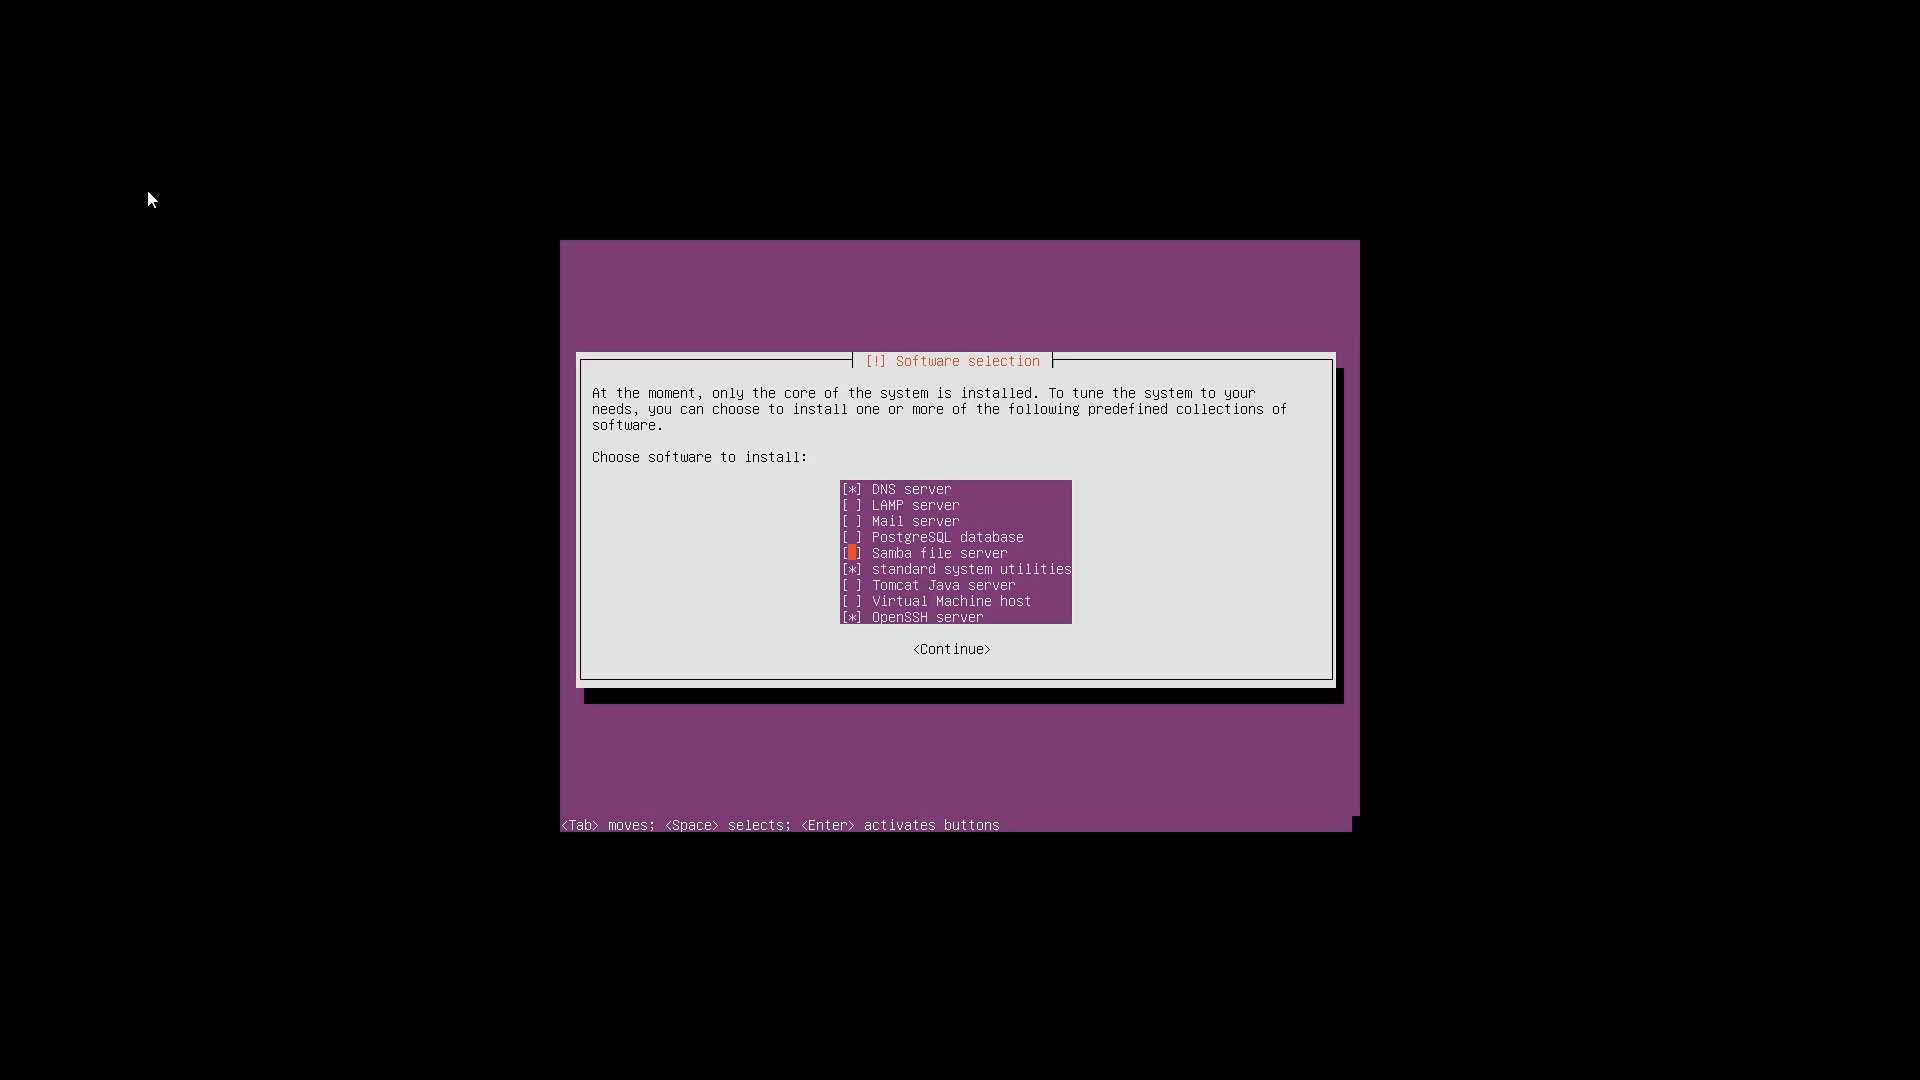 [!] Software selection
At the moment, only the core of the system is installed. To tune the system to your
needs, you can choose to install one or more of the following predefined collections of
software.
Choose software to install:
[*] DNS server
[ ] LAMP server
[ ] Mail server
[ ] PostgreSQL database
[ ] Samba file server
[*] standard system utilities
[ ] Tomcat Java server
[ ] Virtual Machine host
[*] OpenSSH server
<Continue>
<Tab> moves; <Space> selects; <Enter> activates buttons